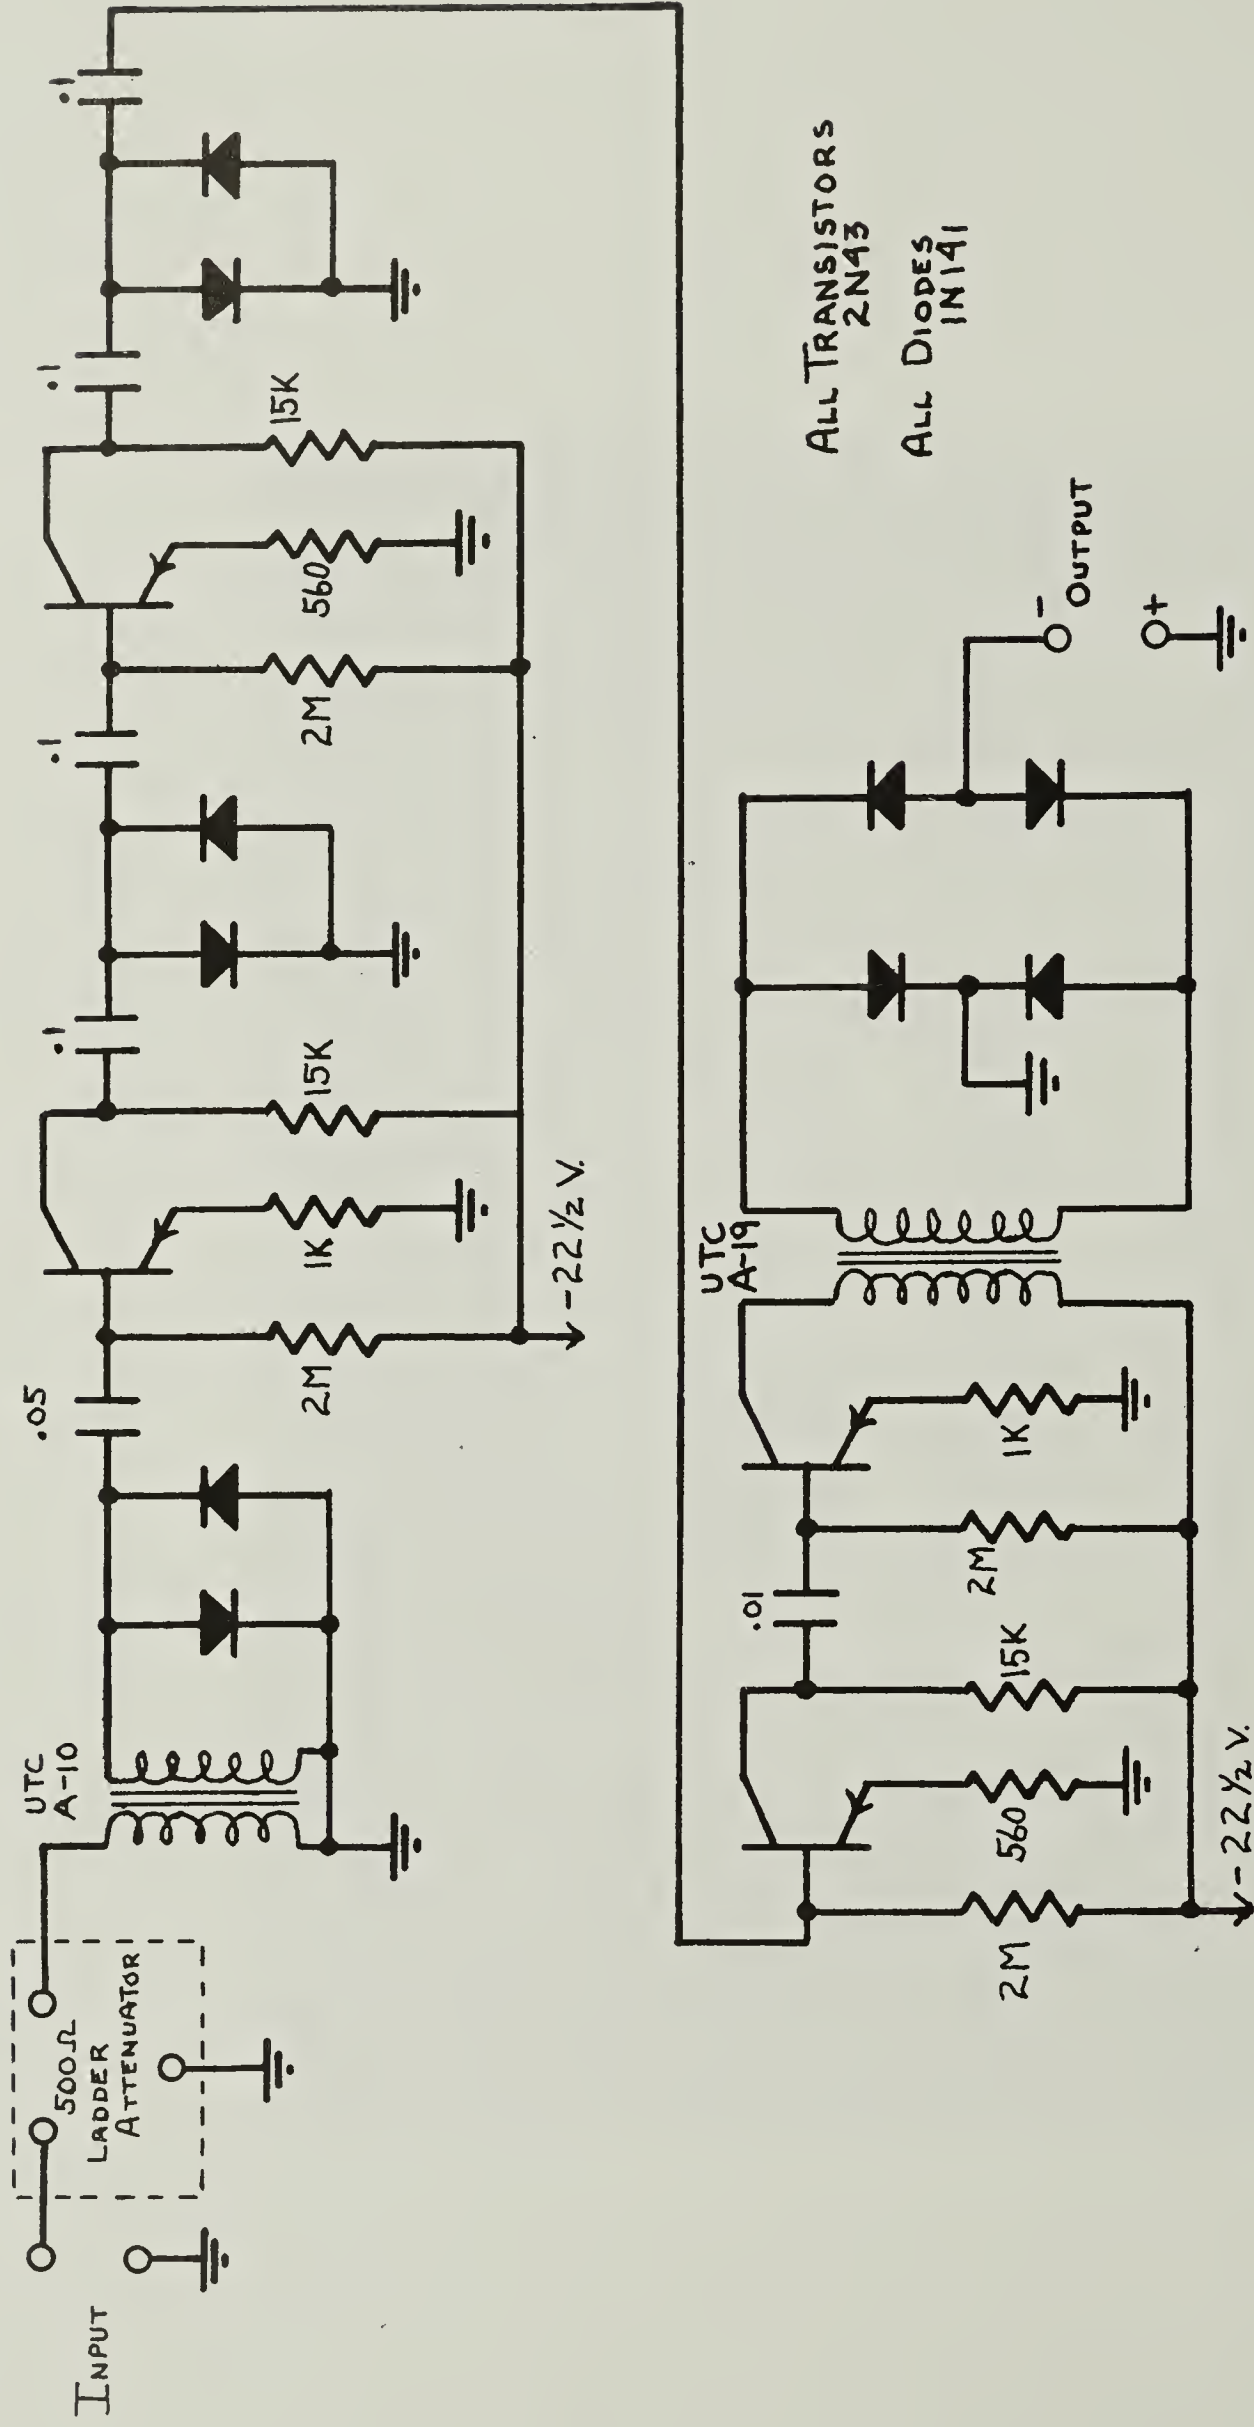 INPUT
500Ω
LADDER
ATTENUATOR
UTC
A-10
.05
2M
1K
15K
-22½ V.
.1
.1
2M
560
15K
.1
.1
2M
560
15K
.01
2M
1K
UTC
A-19
-22½ V.
-
OUTPUT
+
ALL TRANSISTORS
2N43
ALL DIODES
1N141